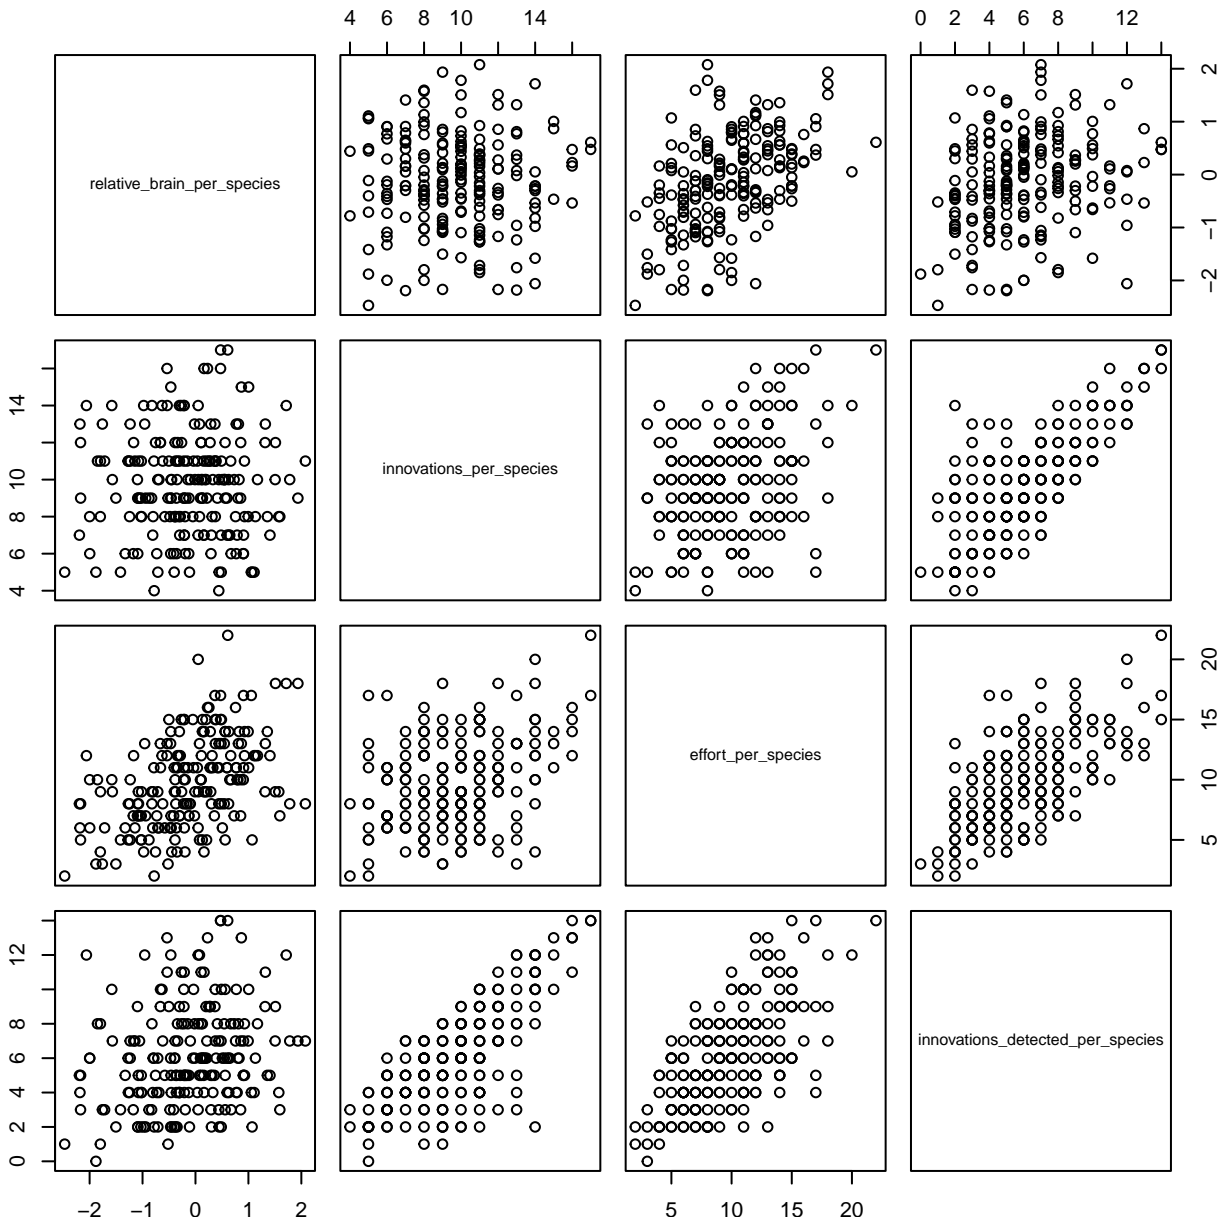 4 6 8 10 14
0 2 4 6 8 12
relative_brain_per_species
−2 −1 0 1 2
4 6 8 10 14
innovations_per_species
effort_per_species
5 10 15 20
0 2 4 6 8 12
innovations_detected_per_species
−2 −1 0 1 2
5 10 15 20